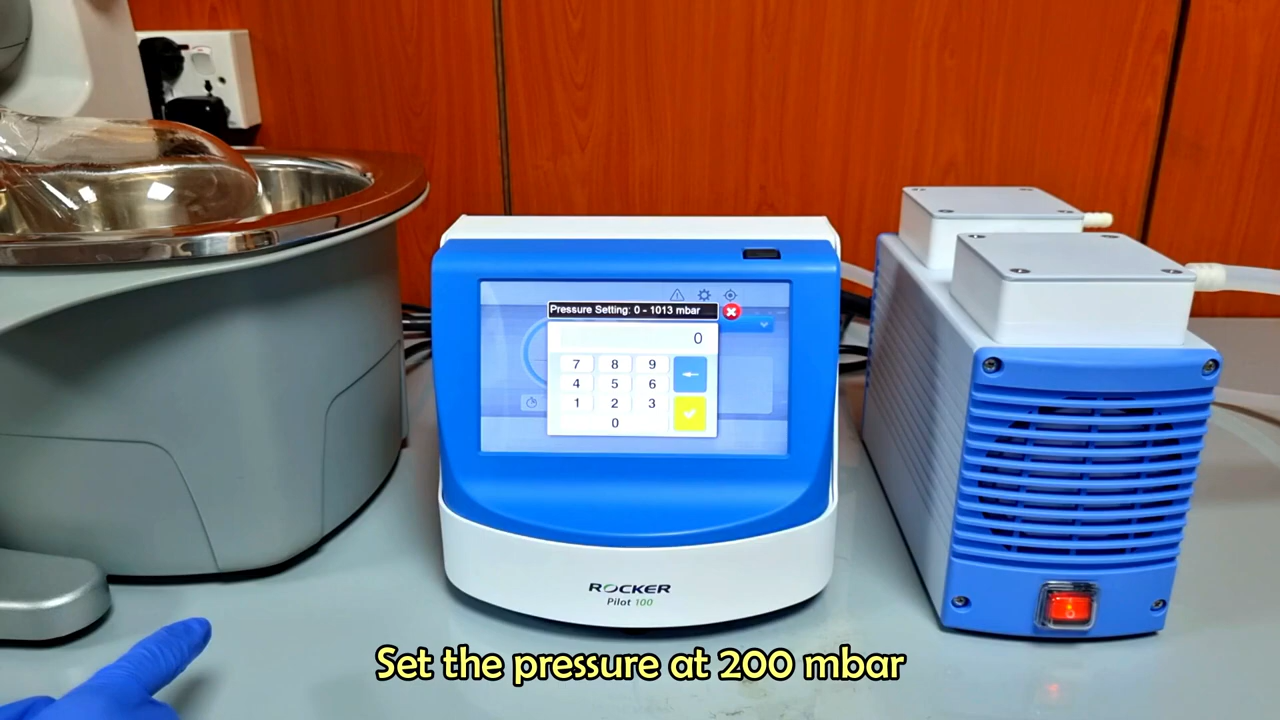 Pressure Setting: 0 - 1013 mbar
0
7 8 9
4 5 6
1 2 3
0
ROCKER
Pilot 100
Set the pressure at 200 mbar